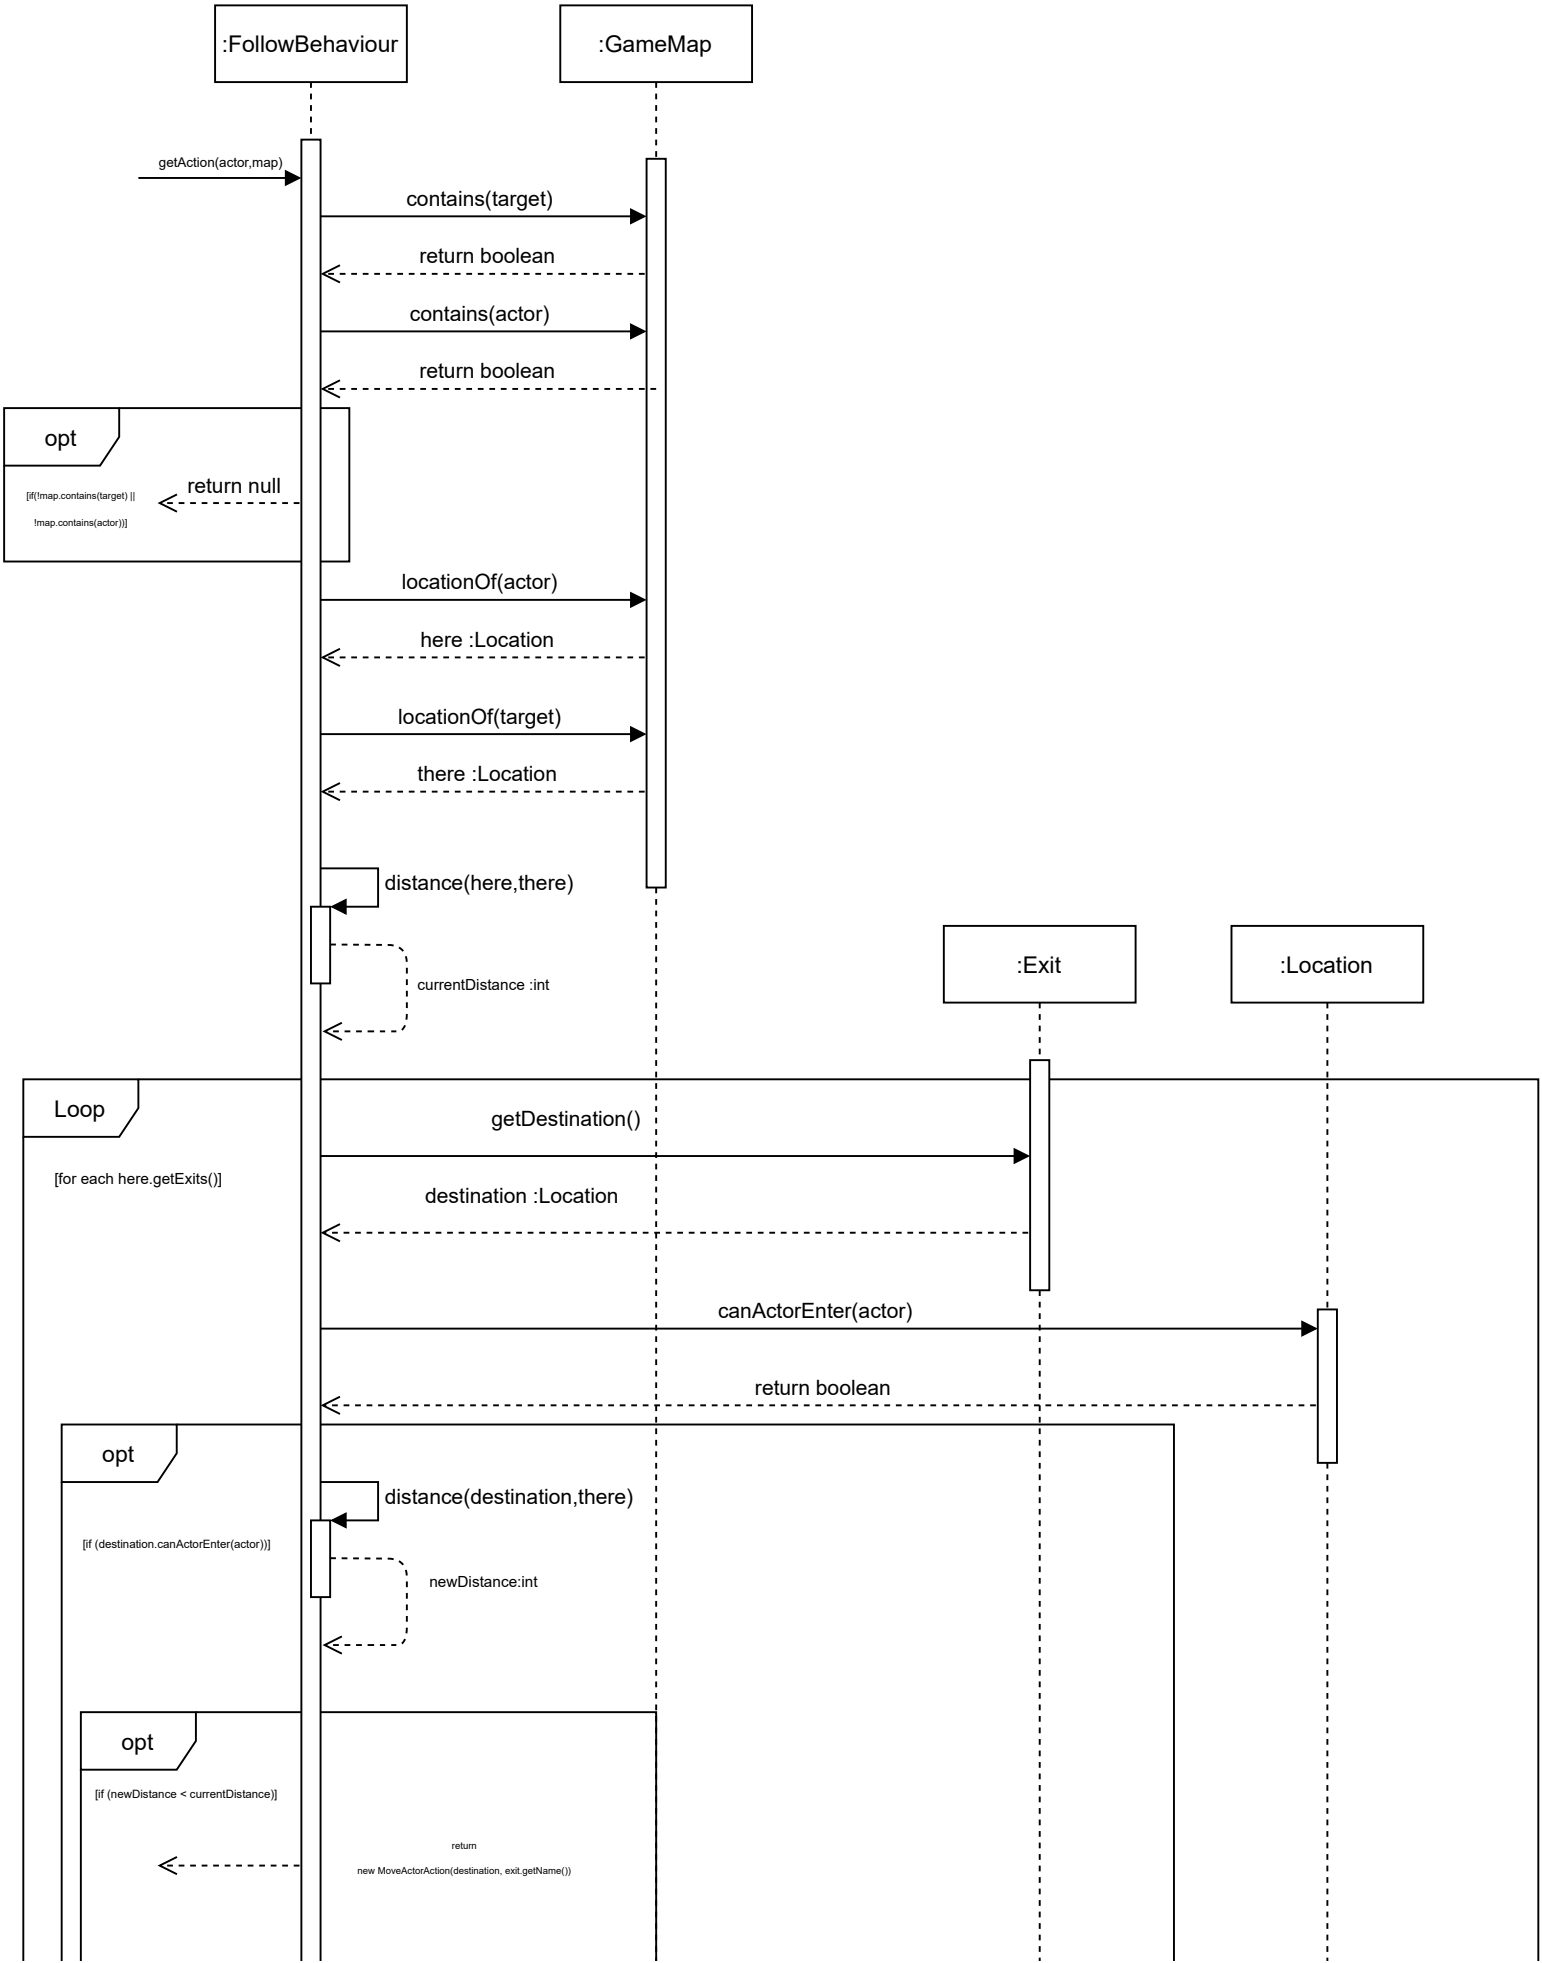 :FollowBehaviour
:GameMap
getAction(actor,map)
contains(target)
return boolean
contains(actor)
return boolean
opt
return null
[if(!map.contains(target) ||
!map.contains(actor))]
locationOf(actor)
here :Location
locationOf(target)
there :Location
distance(here,there)
:Exit
:Location
currentDistance :int
Loop
getDestination()
[for each here.getExits()]
destination :Location
canActorEnter(actor)
return boolean
opt
distance(destination,there)
[if (destination.canActorEnter(actor))]
newDistance:int
opt
[if (newDistance < currentDistance)]
return
new MoveActorAction(destination, exit.getName())